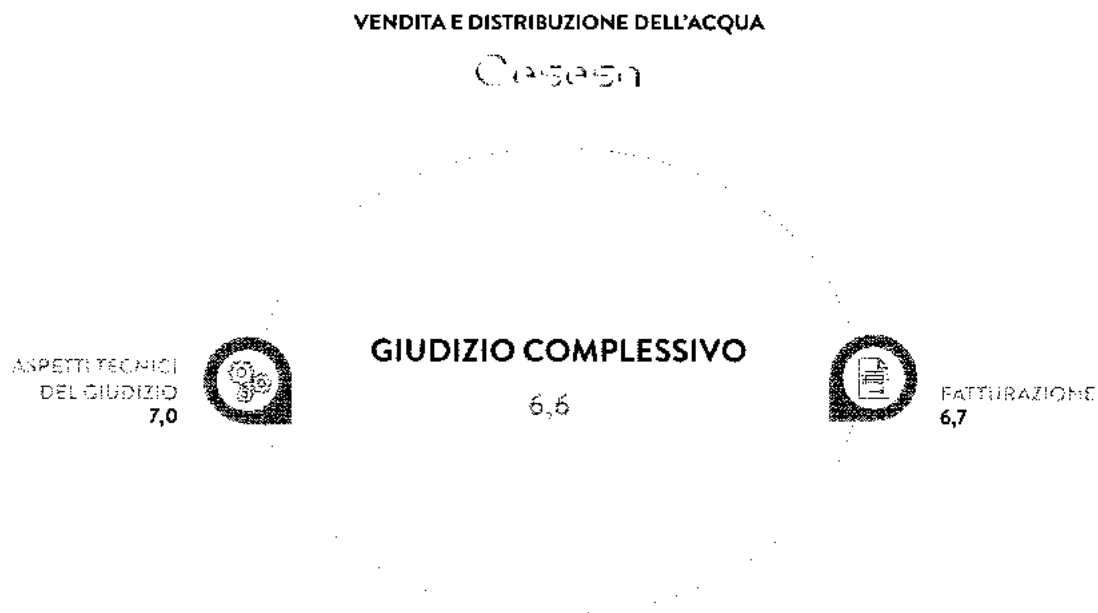 VENDITA E DISTRIBUZIONE DELL'ACQUA
GIUDIZIO COMPLESSIVO
6,6
ASPETTI TECNICI
DEL GIUDIZIO
7,0
FATTURAZIONE
6,7